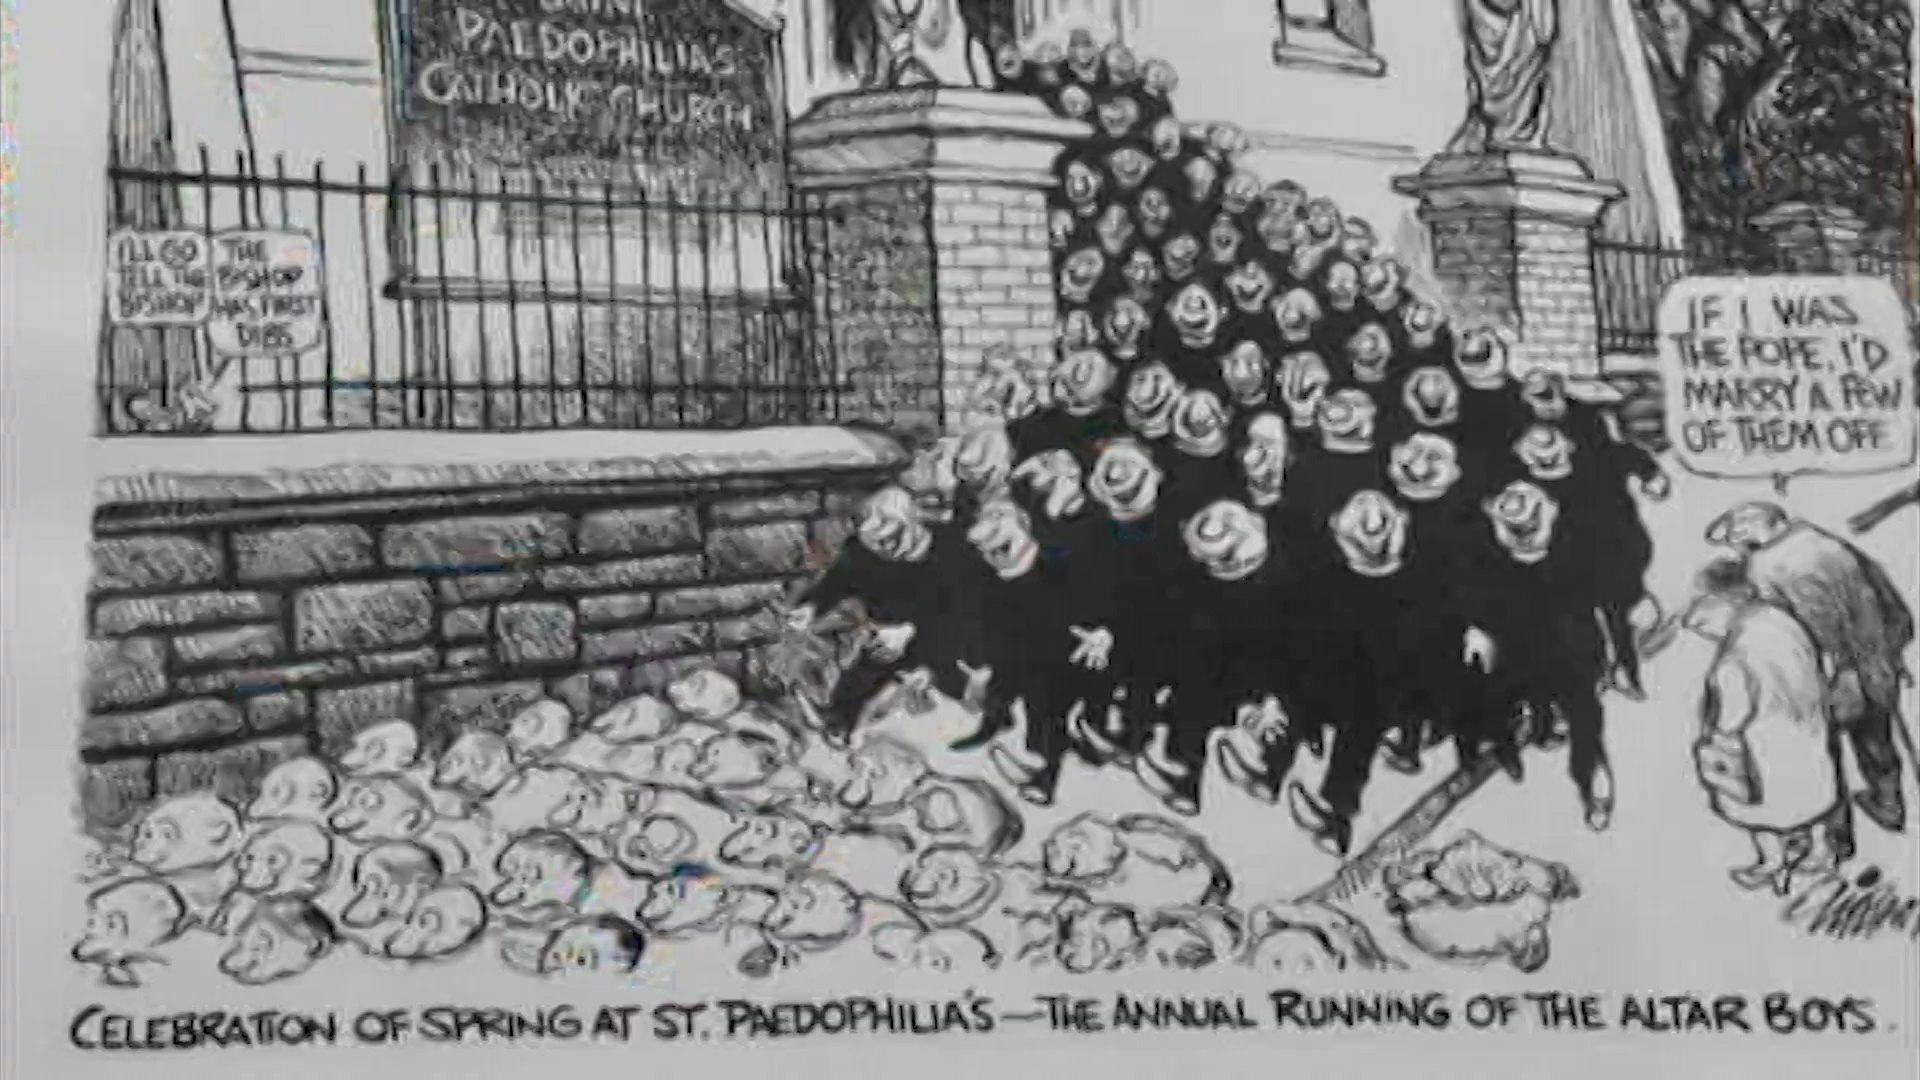 PAEDOPHILIA'S
CATHOLIC CHURCH
I'LL GO
TELL THE
BISHOP
THE
BISHOP
HAS FIRST
DIBS
IF I WAS
THE POPE, I'D
MARRY A FEW
OF THEM OFF
CELEBRATION OF SPRING AT ST. PAEDOPHILIA'S—THE ANNUAL RUNNING OF THE ALTAR BOYS.